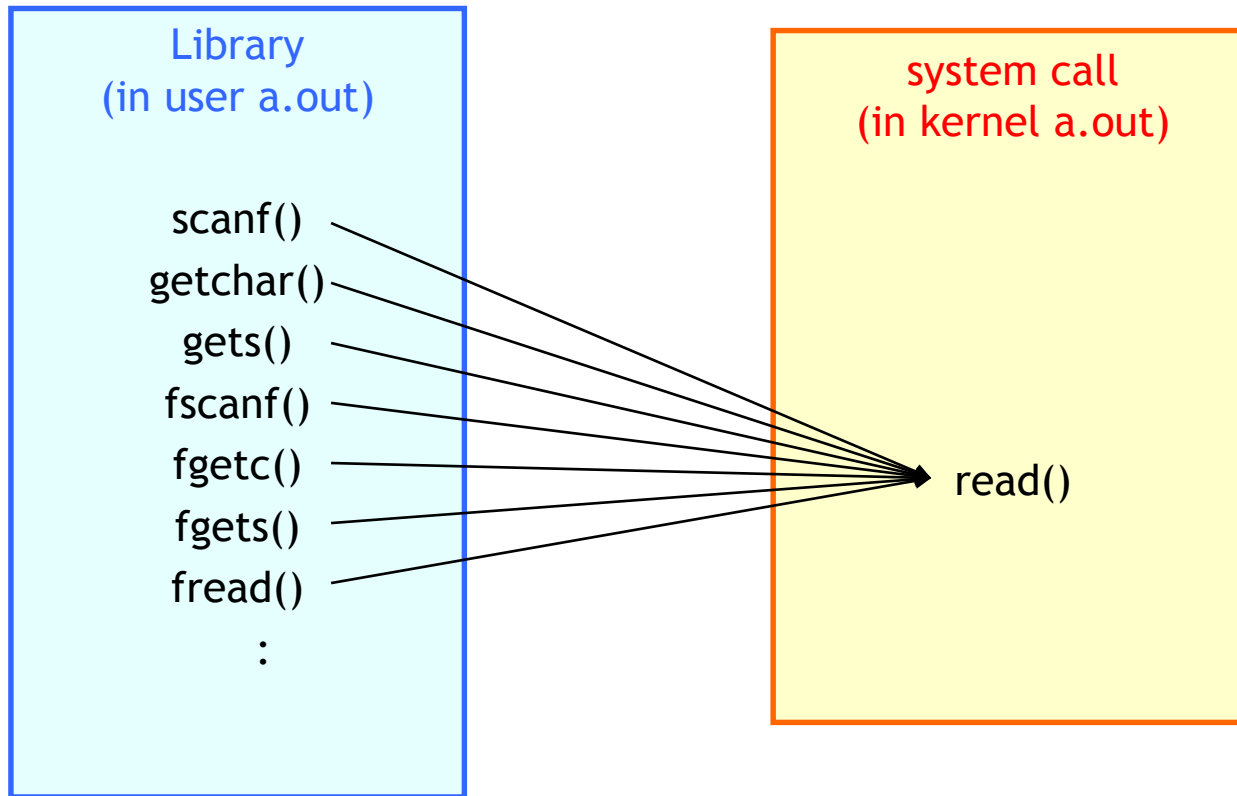 Library
(in user a.out)
scanf()
getchar()
gets()
fscanf()
fgetc()
fgets()
fread()
:
system call
(in kernel a.out)
read()